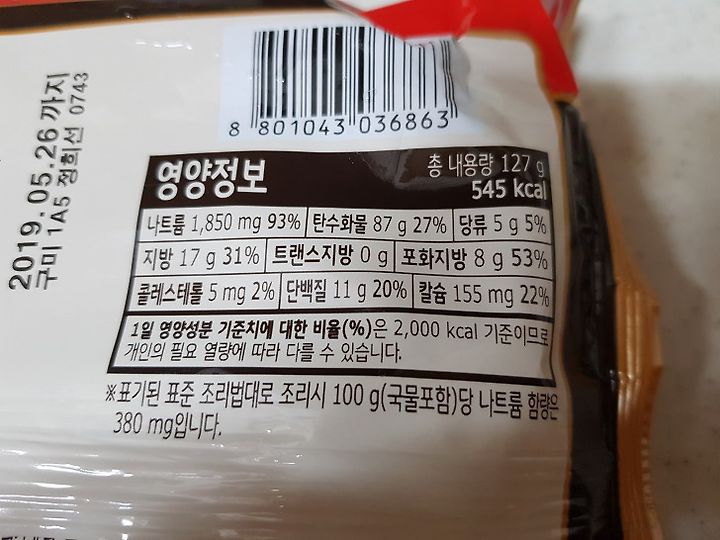 2019.05.26 까지
구미 1A5 정희선 0743
8 801043 036863
영양정보
총 내용량 127 g
545 kcal
나트륨 1,850 mg 93% 탄수화물 87 g 27% 당류 5 g 5%
지방 17 g 31% 트랜스지방 0 g 포화지방 8 g 53%
콜레스테롤 5 mg 2% 단백질 11 g 20% 칼슘 155 mg 22%
1일 영양성분 기준치에 대한 비율(%)은 2,000 kcal 기준이므로
개인의 필요 열량에 따라 다를 수 있습니다.
※표기된 표준 조리법대로 조리시 100 g(국물포함)당 나트륨 함량은
380 mg입니다.